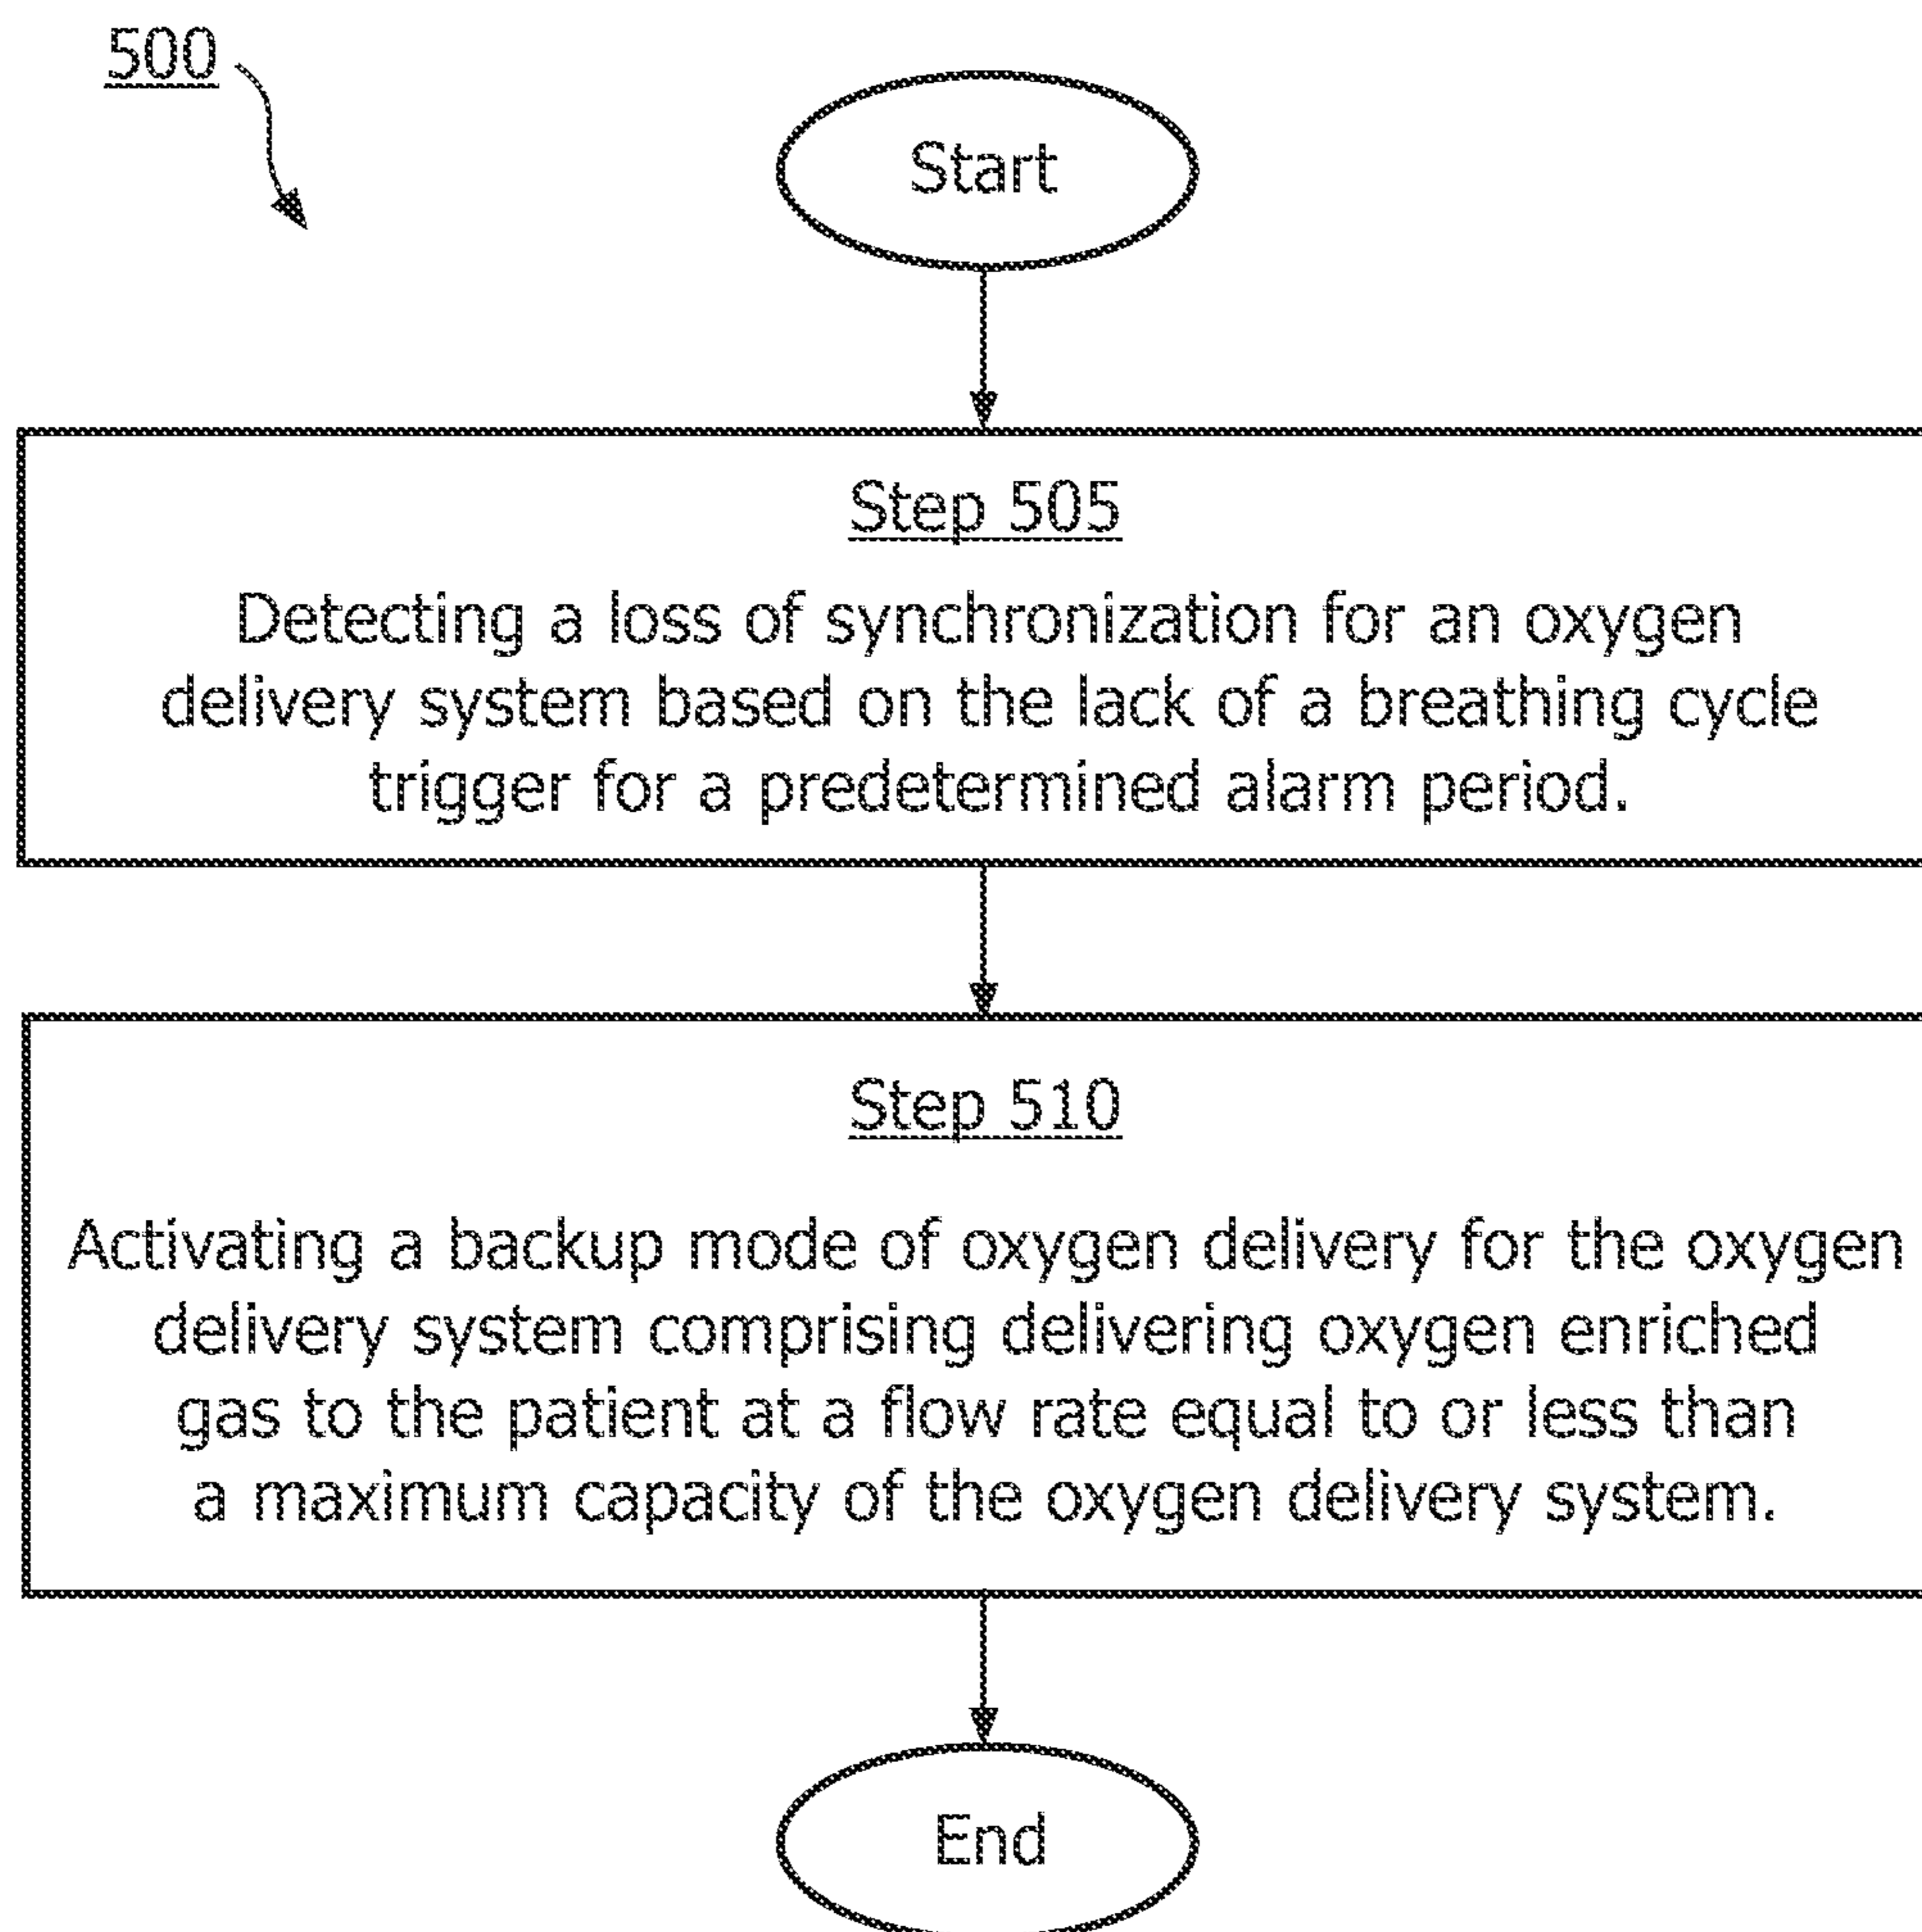 500
Start
Step 505
Detecting a loss of synchronization for an oxygen
delivery system based on the lack of a breathing cycle
trigger for a predetermined alarm period.
Step 510
Activating a backup mode of oxygen delivery for the oxygen
delivery system comprising delivering oxygen enriched
gas to the patient at a flow rate equal to or less than
a maximum capacity of the oxygen delivery system.
End